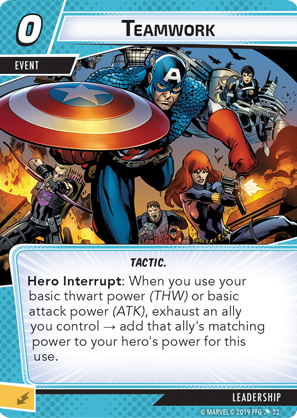 0
TEAMWORK
EVENT
A
TACTIC.
Hero Interrupt: When you use your
basic thwart power (THW) or basic
attack power (ATK), exhaust an ally
you control → add that ally's matching
power to your hero's power for this
use.
LEADERSHIP
© MARVEL © 2019 FFG 32